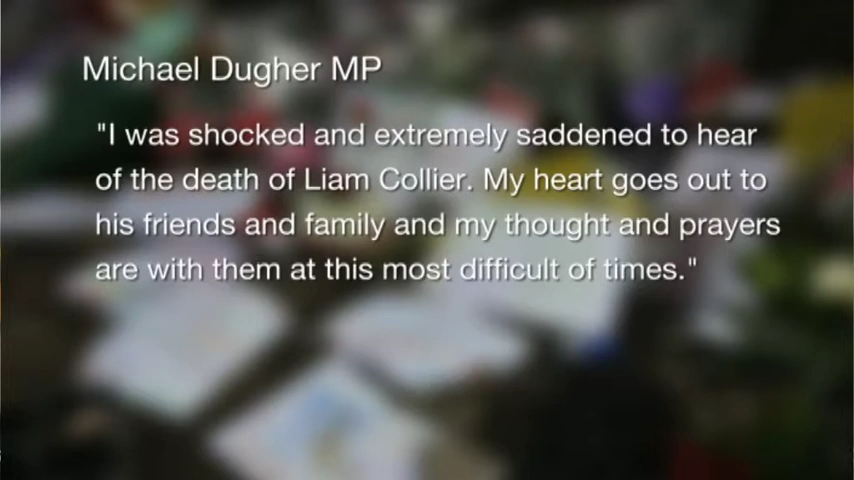 Michael Dugher MP
"I was shocked and extremely saddened to hear
of the death of Liam Collier. My heart goes out to
his friends and family and my thought and prayers
are with them at this most difficult of times."